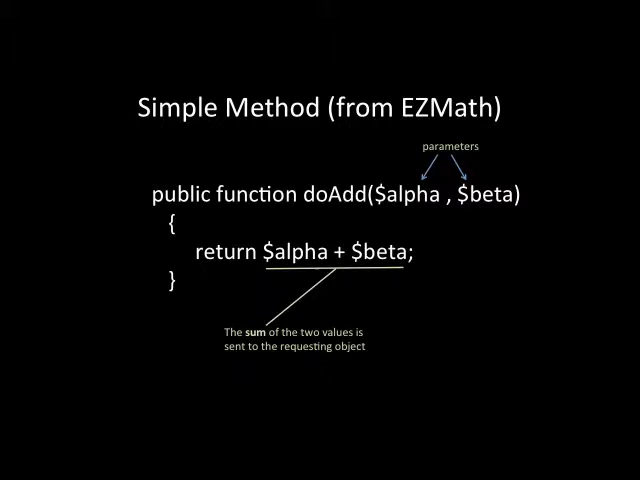 Simple Method (from EZMath)
parameters
public function doAdd($alpha , $beta)
{
return $alpha + $beta;
}
The sum of the two values is
sent to the requesting object